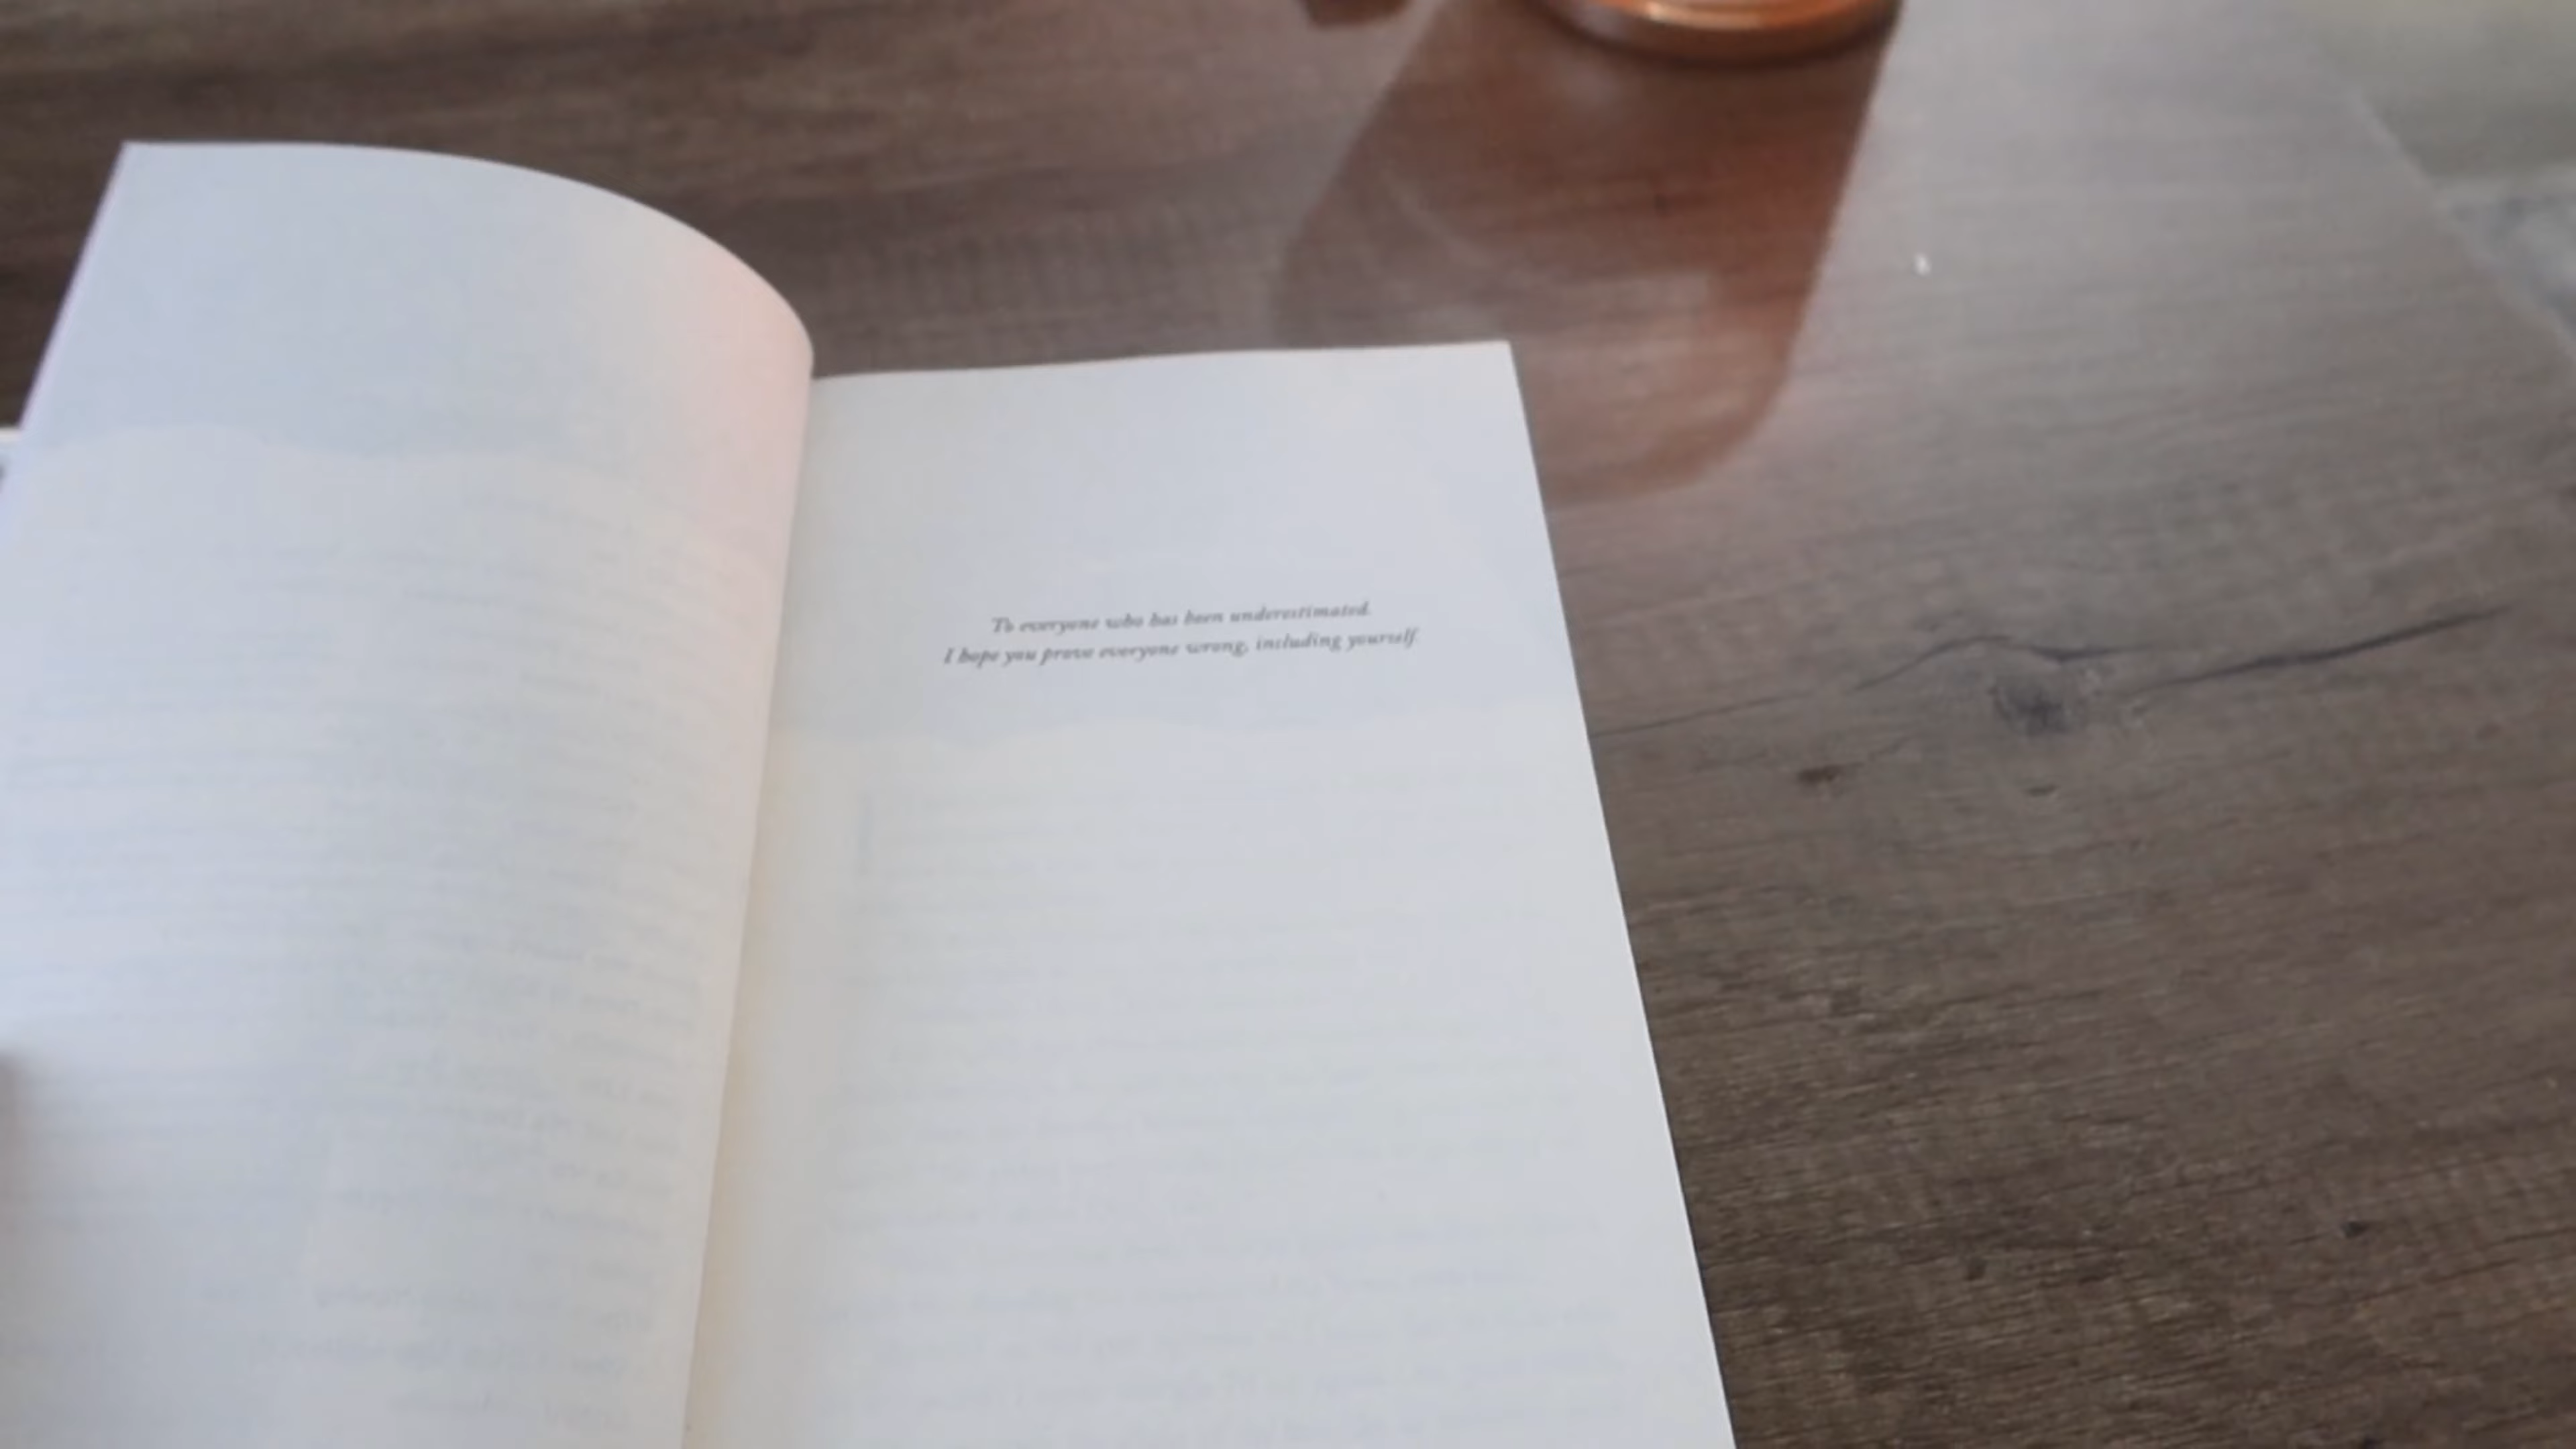 To everyone who has been underestimated.
I hope you prove everyone wrong, including yourself.